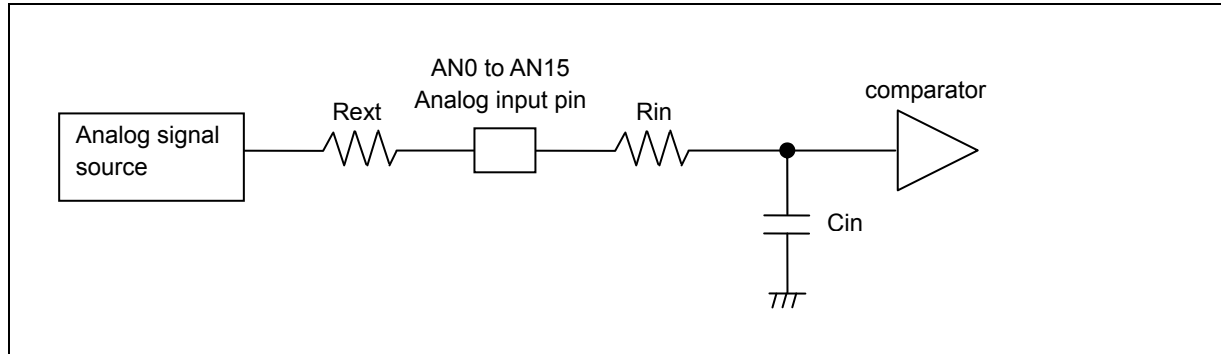 AN0 to AN15
Analog input pin
comparator
Rext
Rin
Analog signal
source
Cin